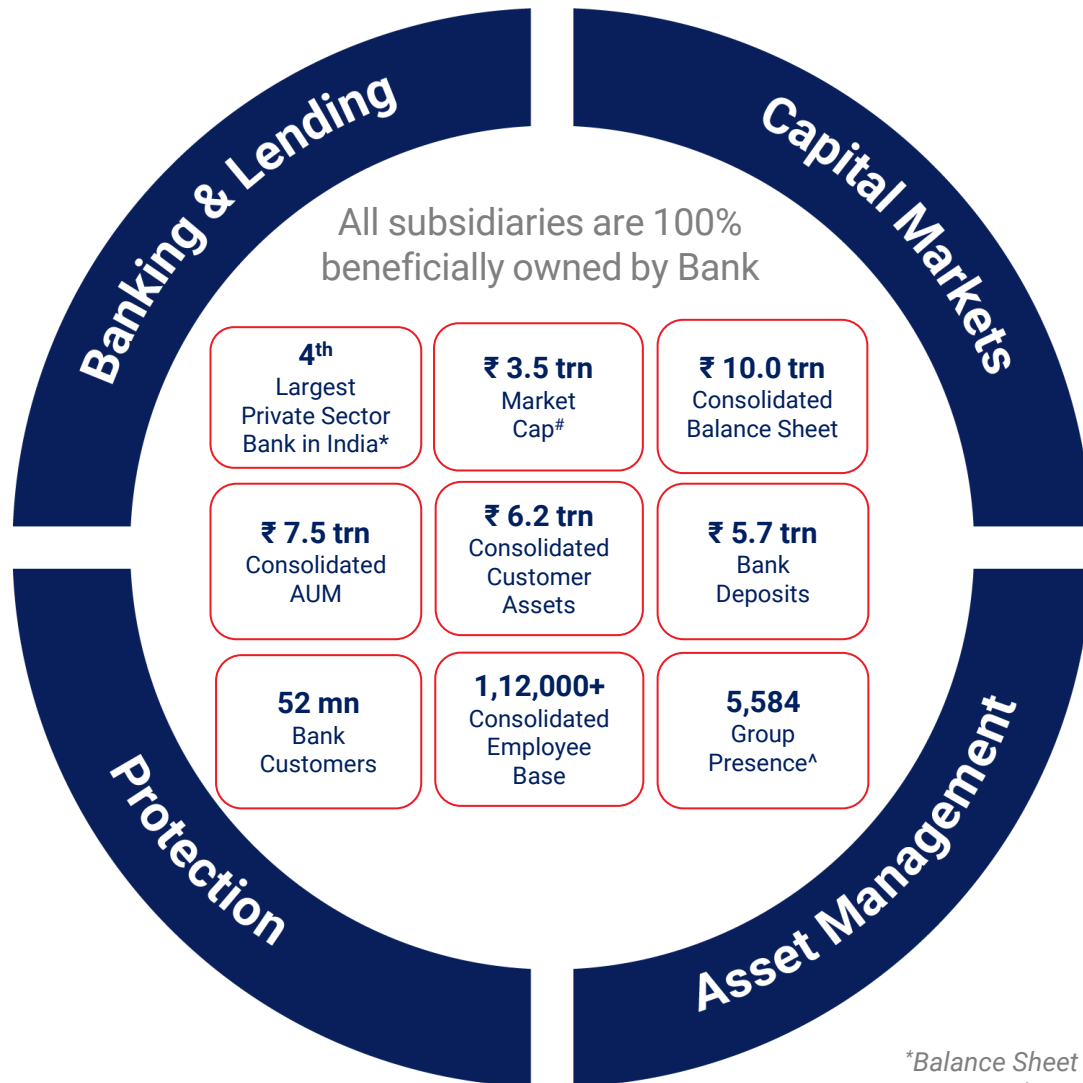 Banking & Lending
Capital Markets
All subsidiaries are 100%
beneficially owned by Bank
4th
Largest
Private Sector
Bank in India*
₹ 3.5 trn
Market
Cap#
₹ 10.0 trn
Consolidated
Balance Sheet
₹ 7.5 trn
Consolidated
AUM
₹ 6.2 trn
Consolidated
Customer
Assets
₹ 5.7 trn
Bank
Deposits
52 mn
Bank
Customers
1,12,000+
Consolidated
Employee
Base
5,584
Group
Presence^
Protection
Asset Management
*Balance Sheet